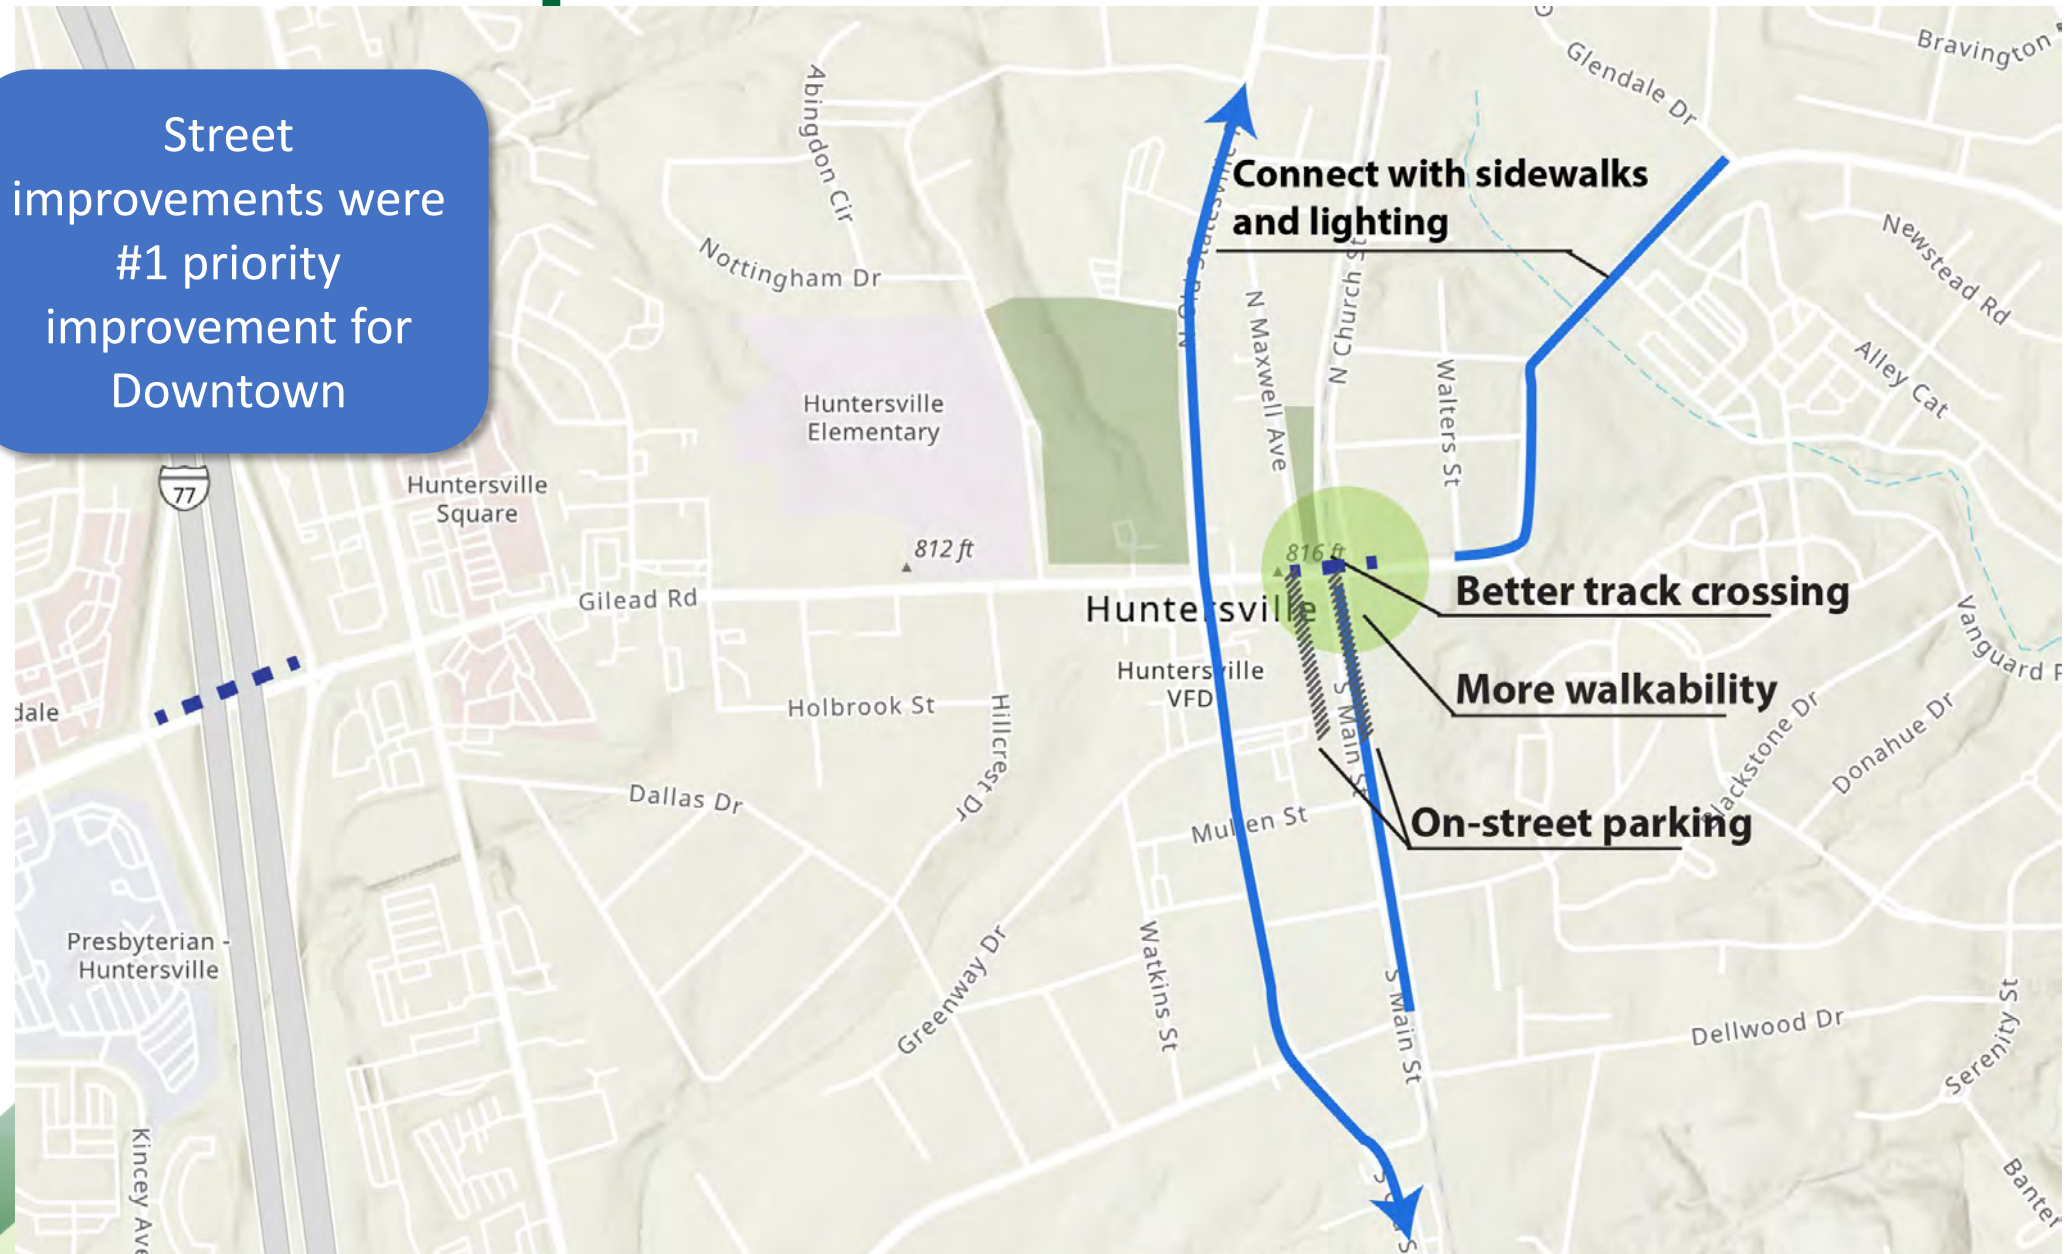 Street
improvements were
#1 priority
improvement for
Downtown
Bravington
Glendale Dr
Abingdon Cir
Connect with sidewalks
and lighting
Nottingham Dr
Newstead Rd
N Maxwell Ave
N Church St
Alley Cat
Walters St
Huntersville
Elementary
Huntersville
Square
77
812 ft
816 ft
Gilead Rd
Huntersville
Better track crossing
Vanguard
Huntersville
VFD
More walkability
S Main St
Holbrook St
Hillcrest Dr
dale
Blackstone Dr
Donahue Dr
Dallas Dr
Mullen St
On-street parking
Presbyterian -
Huntersville
Greenway Dr
Watkins St
S Main St
Dellwood Dr
Serenity St
Kincey Ave
Banter